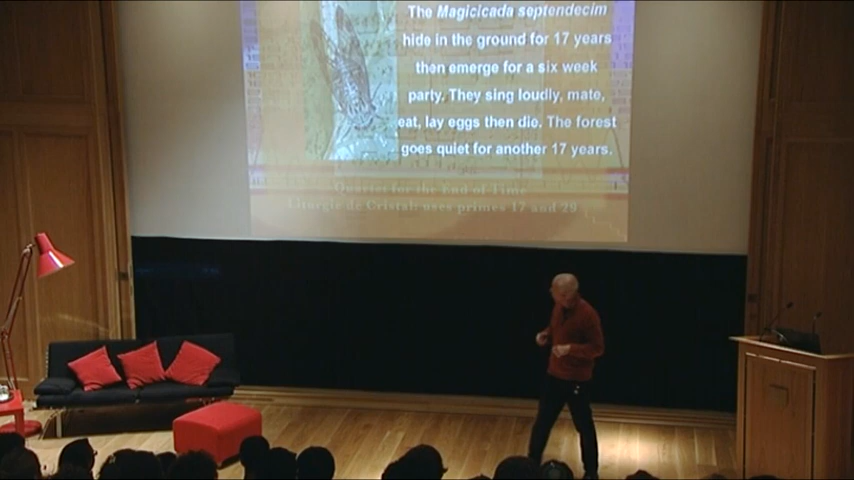 The Magicicada septendecim
hide in the ground for 17 years
then emerge for a six week
party. They sing loudly, mate,
eat, lay eggs then die. The forest
goes quiet for another 17 years.
Quartet for the End of Time
Liturgie de Cristal: uses primes 17 and 29